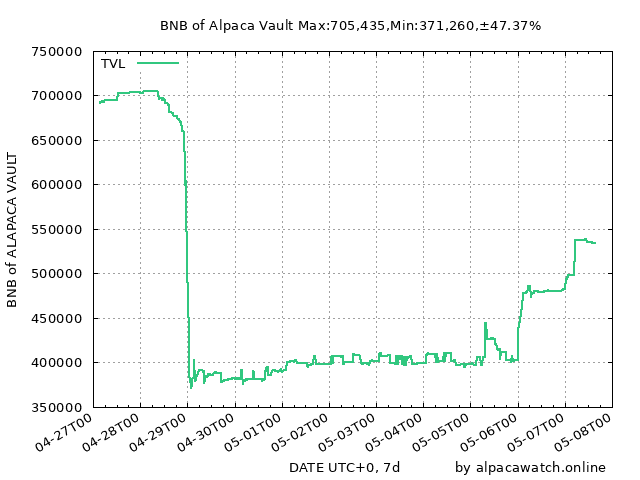 BNB of Alpaca Vault Max:705,435,Min:371,260,±47.37%
TVL
750000
700000
650000
600000
550000
500000
450000
400000
350000
BNB of ALAPACA VAULT
04-27T00
04-28T00
04-29T00
04-30T00
05-01T00
05-02T00
05-03T00
05-04T00
05-05T00
05-06T00
05-07T00
05-08T00
DATE UTC+0, 7d
by alpacawatch.online